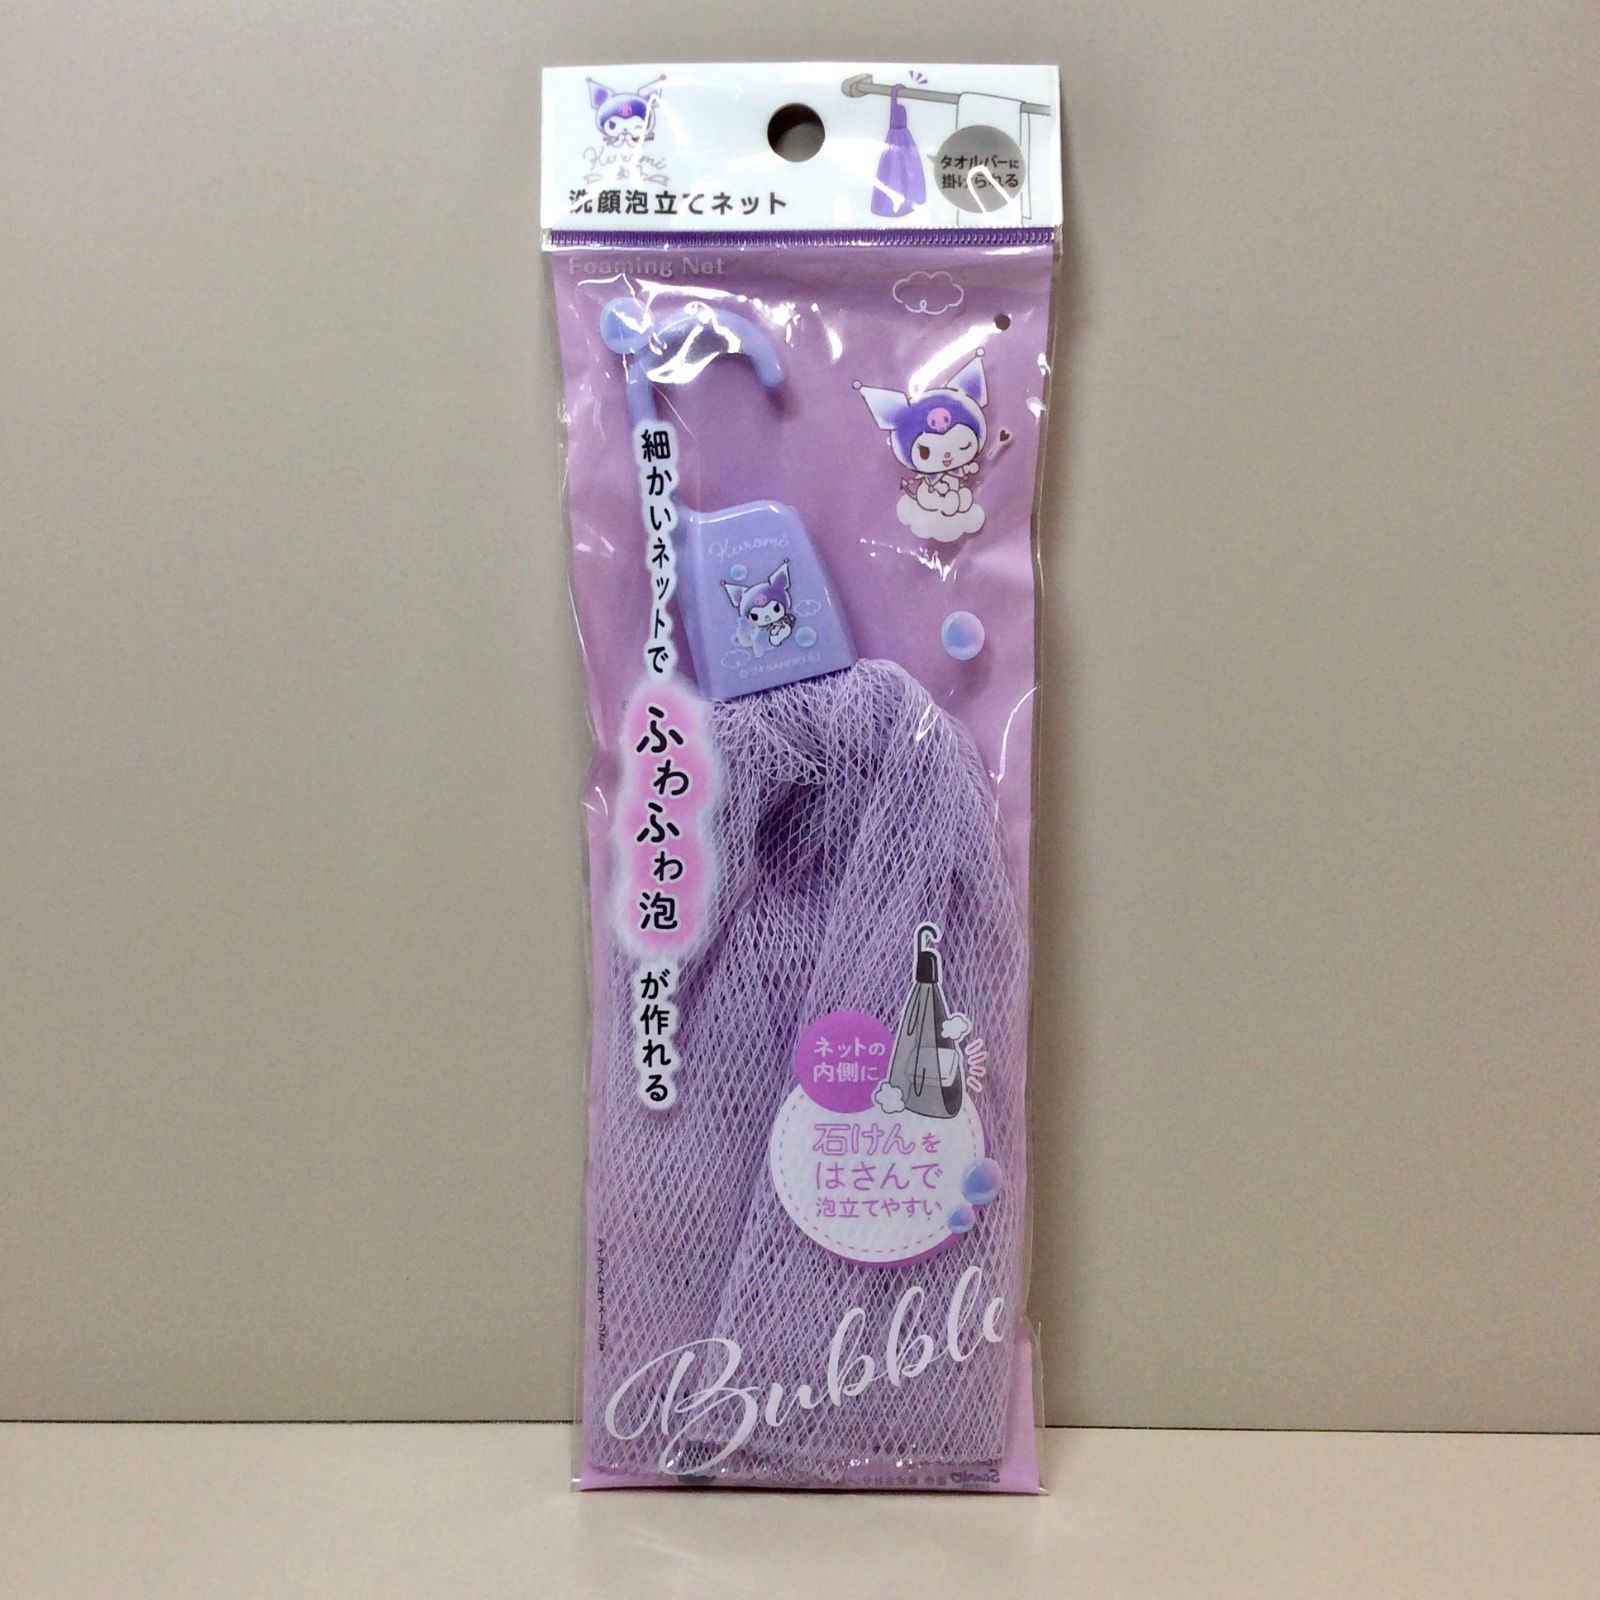 Kuromi
洗顔泡立てネット
タオルバーに
掛けられる
Foaming Net
細かいネットで
ふわふわ泡
が作れる
Kuromi
©'24 SANRIO
ネットの
内側に
石けんを
はさんで
泡立てやすい
Bubble